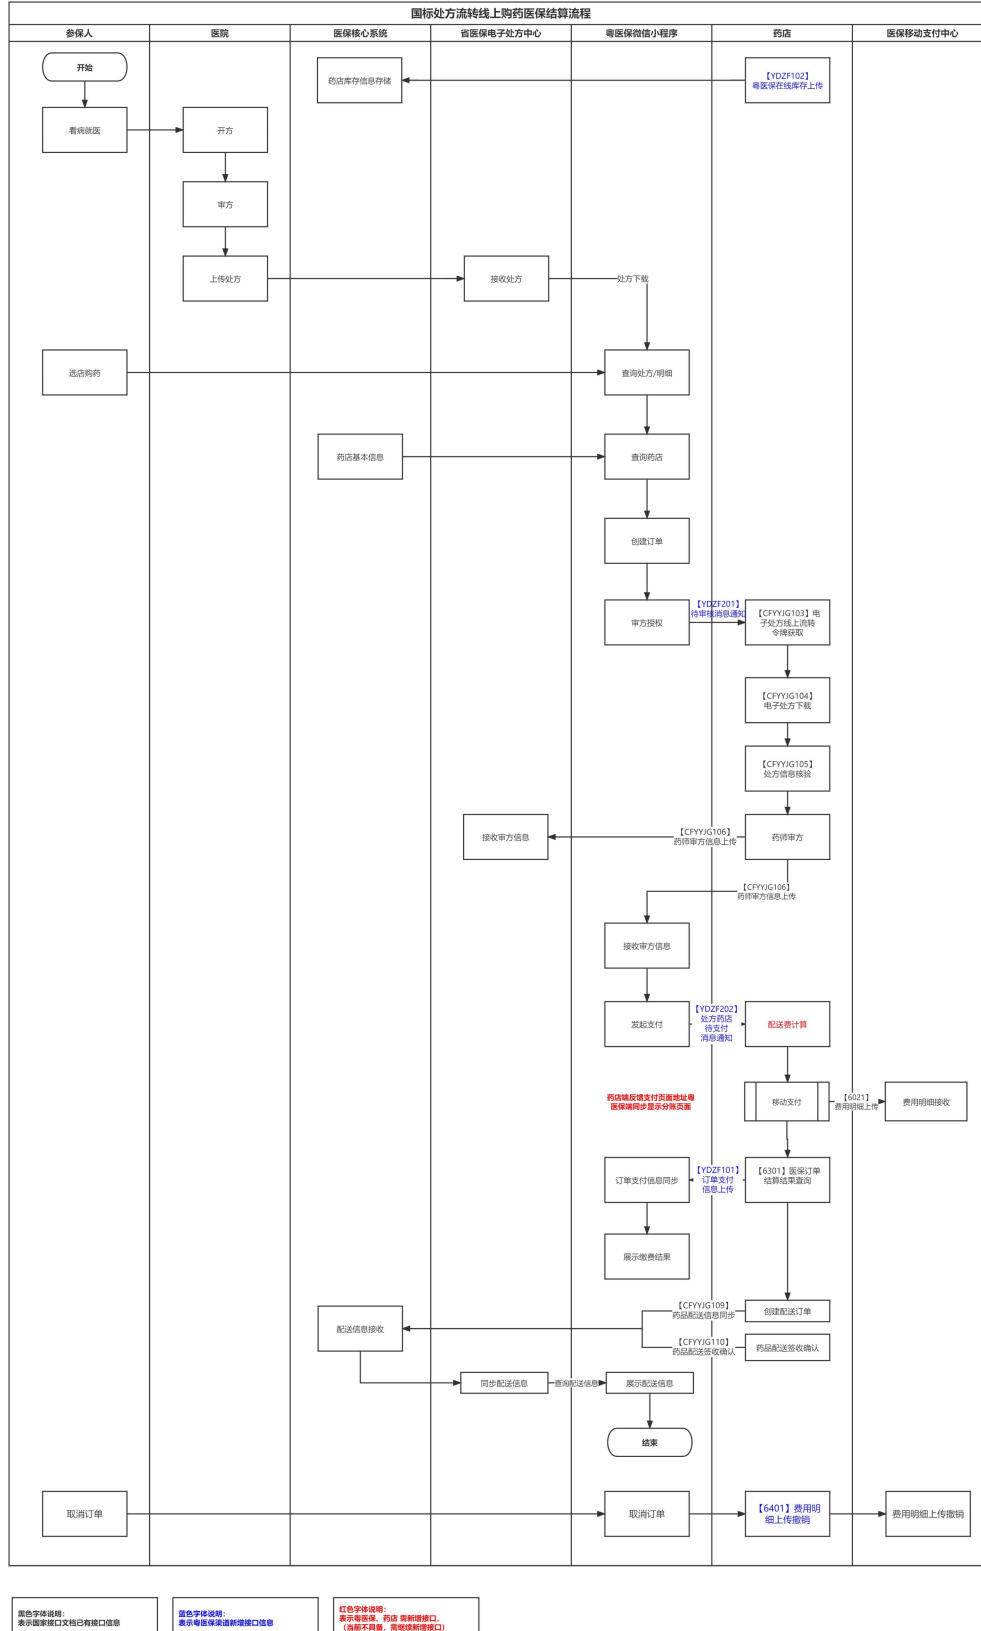 国标处方流转线上购药医保结算流程
参保人
医院
医保核心系统
省医保电子处方中心
粤医保微信小程序
药店
医保移动支付中心
开始
药店库存信息存储
【YDZF102】
粤医保在线库存上传
看病就医
开方
审方
上传处方
接收处方
处方下载
选店购药
查询处方/明细
药店基本信息
查询药店
创建订单
审方授权
【YDZF201】
待审核消息通知
【CFYYJG103】电
子处方线上流转
令牌获取
【CFYYJG104】
电子处方下载
【CFYYJG105】
处方信息核验
接收审方信息
【CFYYJG106】
药师审方信息上传
药师审方
【CFYYJG106】
药师审方信息上传
接收审方信息
发起支付
【YDZF202】
处方药店
待支付
消息通知
配送费计算
药店端反馈支付页面地址粤
医保端同步显示分账页面
移动支付
【6021】
费用明细上传
费用明细接收
订单支付信息同步
【YDZF101】
订单支付
信息上传
【6301】医保订单
结算结果查询
展示缴费结果
【CFYYJG109】
药品配送信息同步
创建配送订单
配送信息接收
【CFYYJG110】
药品配送签收确认
药品配送签收确认
同步配送信息
查询配送信息
展示配送信息
结束
取消订单
取消订单
【6401】费用明
细上传撤销
费用明细上传撤销
黑色字体说明：
表示国家接口文档已有接口信息
蓝色字体说明：
表示粤医保渠道新增接口信息
红色字体说明：
表示粤医保、药店 需新增接口，
（当前不具备，需继续新增接口）